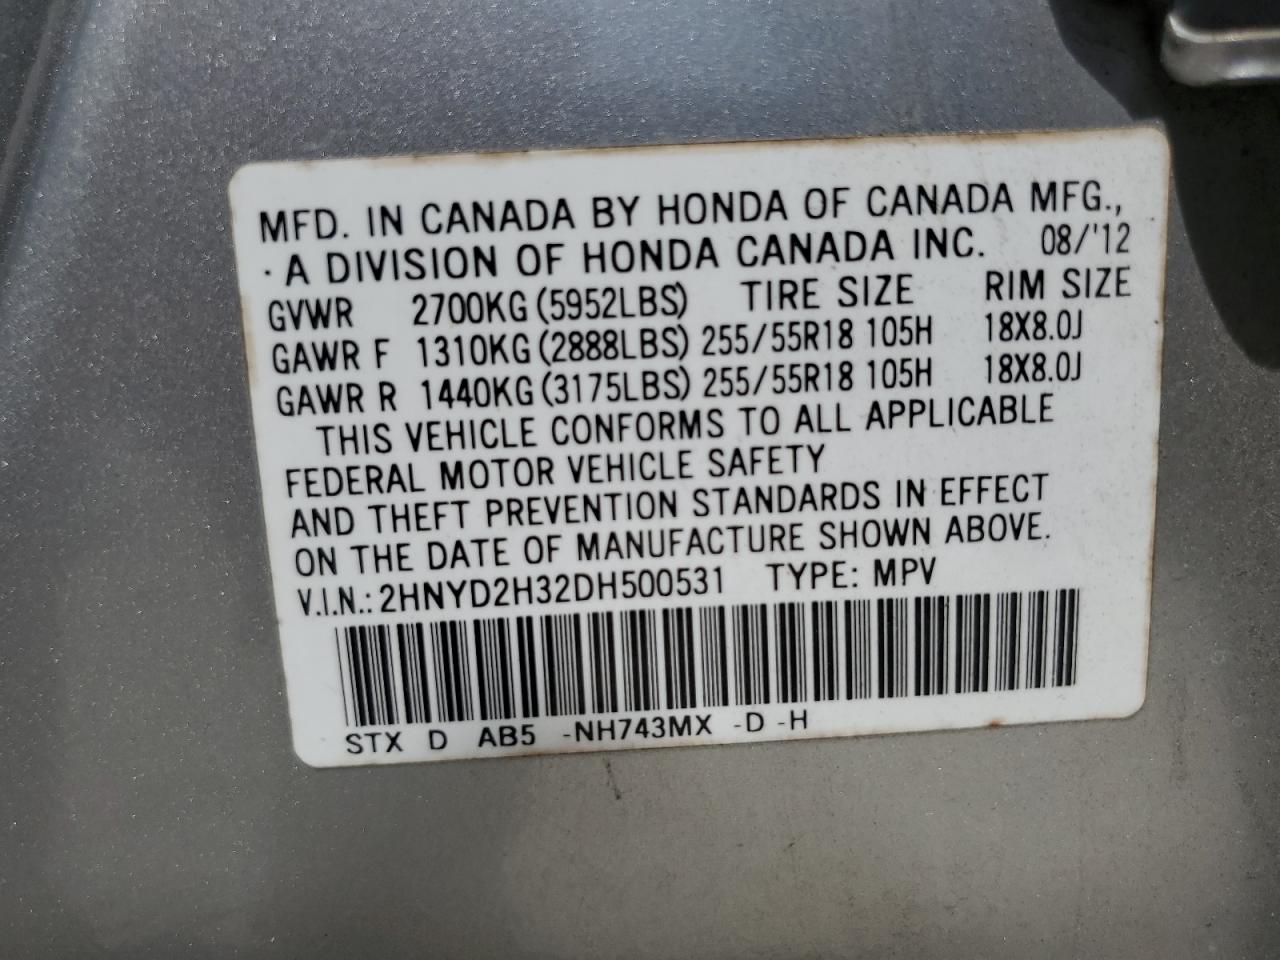 MFD. IN CANADA BY HONDA OF CANADA MFG.,
· A DIVISION OF HONDA CANADA INC. 08/'12
GVWR 2700KG (5952LBS) TIRE SIZE RIM SIZE
GAWR F 1310KG (2888LBS) 255/55R18 105H 18X8.0J
GAWR R 1440KG (3175LBS) 255/55R18 105H 18X8.0J
THIS VEHICLE CONFORMS TO ALL APPLICABLE
FEDERAL MOTOR VEHICLE SAFETY
AND THEFT PREVENTION STANDARDS IN EFFECT
ON THE DATE OF MANUFACTURE SHOWN ABOVE.
V.I.N.: 2HNYD2H32DH500531 TYPE: MPV
STX D AB5 -NH743MX -D -H